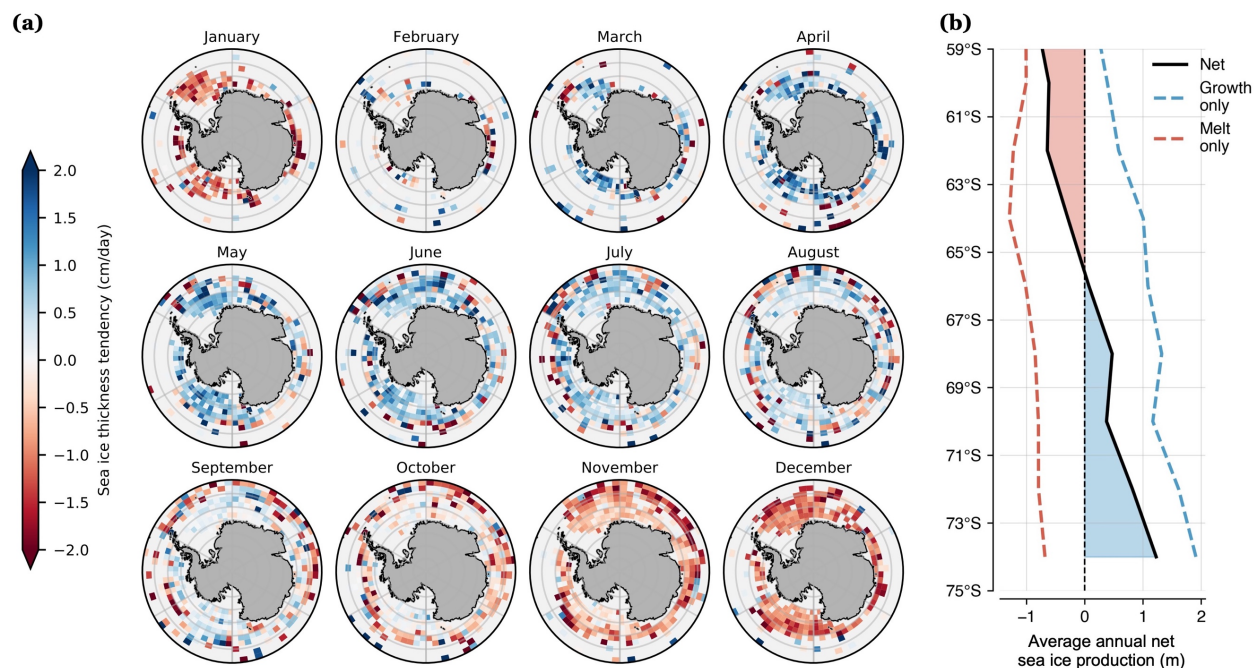 (a)
January
February
March
April
May
June
July
August
September
October
November
December
2.0
1.5
1.0
0.5
0.0
−0.5
−1.0
−1.5
−2.0
Sea ice thickness tendency (cm/day)
(b)
59°S
61°S
63°S
65°S
67°S
69°S
71°S
73°S
75°S
Net
Growth
only
Melt
only
−1
0
1
2
Average annual net
sea ice production (m)